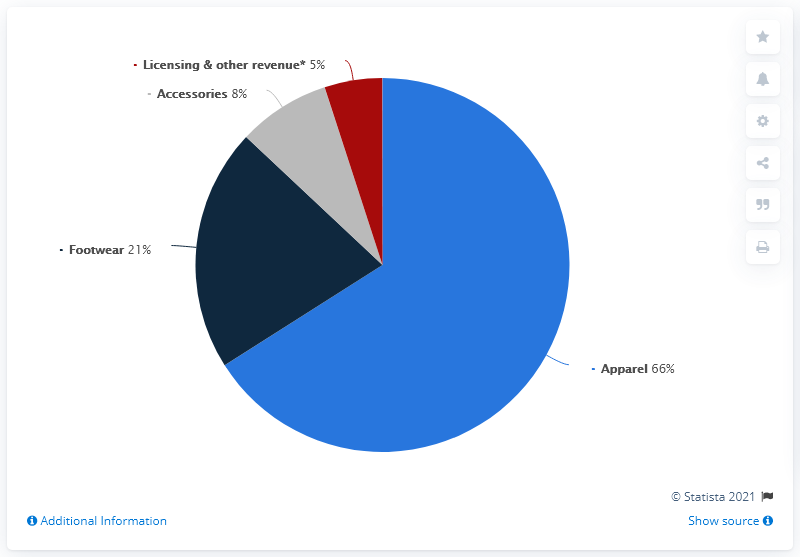 Licensing & other revenue* 5%
Accessories 8%
Footwear 21%
Apparel 66%
© Statista 2021
Additional Information
Show source